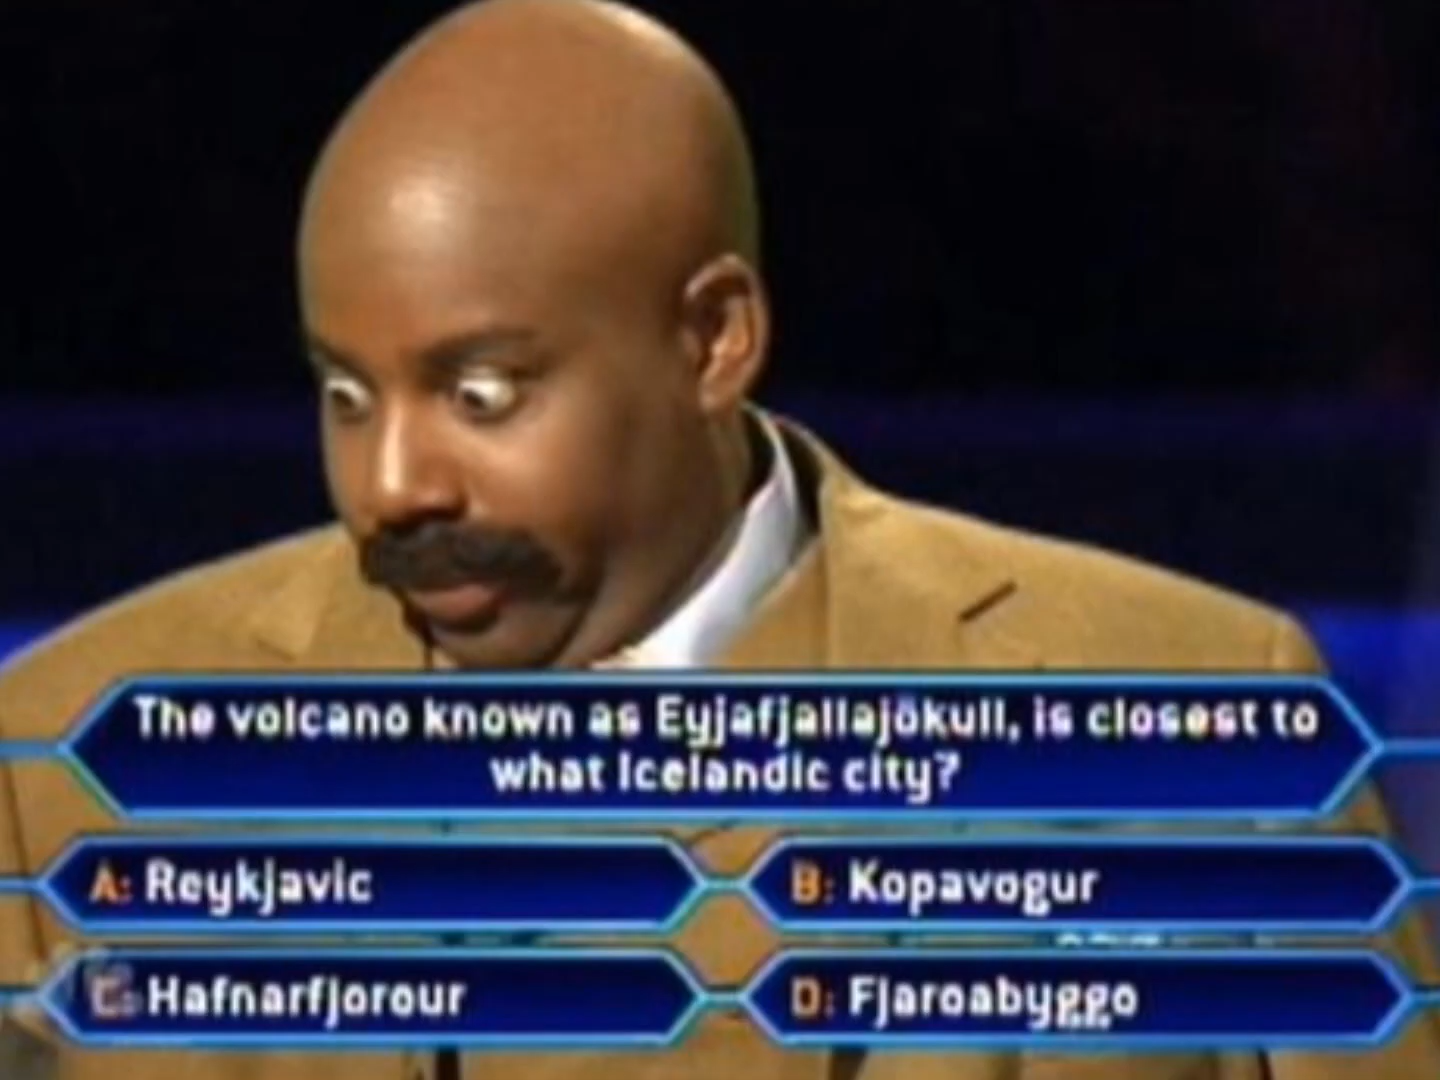 The volcano known as Eyjafjallajökull, is closest to
what Icelandic city?
A: Reykjavic
B: Kopavogur
C: Hafnarfjorour
D: Fjaroabyggo